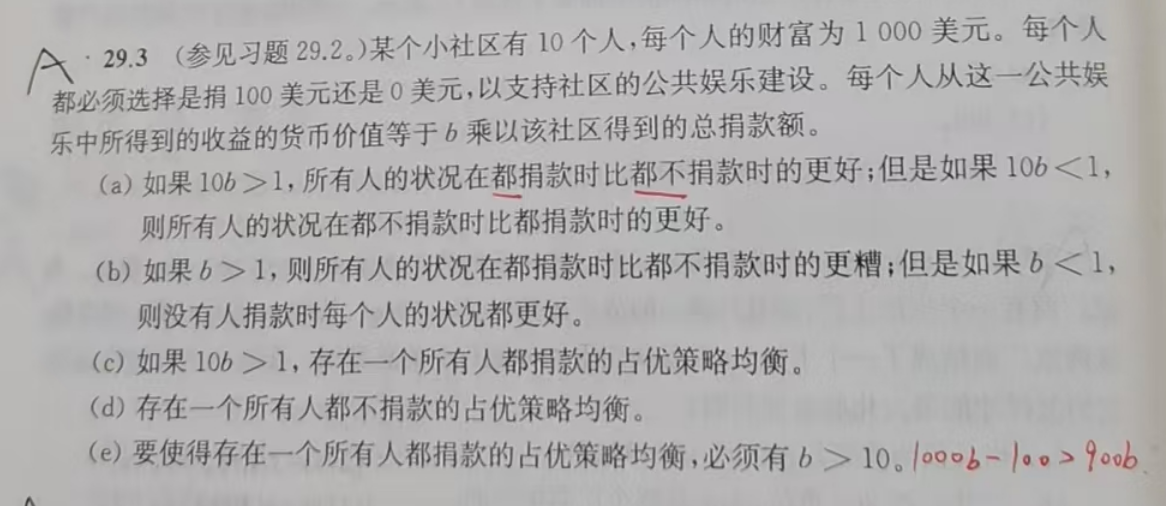 A · 29.3 (参见习题 29.2。)某个小社区有 10 个人,每个人的财富为 1 000 美元。每个人
都必须选择是捐 100 美元还是 0 美元,以支持社区的公共娱乐建设。每个人从这一公共娱
乐中所得到的收益的货币价值等于 b 乘以该社区得到的总捐款额。
(a) 如果 10b＞1,所有人的状况在都捐款时比都不捐款时的更好;但是如果 10b＜1,
则所有人的状况在都不捐款时比都捐款时的更好。
(b) 如果 b＞1,则所有人的状况在都捐款时比都不捐款时的更糟;但是如果 b＜1,
则没有人捐款时每个人的状况都更好。
(c) 如果 10b＞1,存在一个所有人都捐款的占优策略均衡。
(d) 存在一个所有人都不捐款的占优策略均衡。
(e) 要使得存在一个所有人都捐款的占优策略均衡,必须有 b＞10。1000b-100>900b